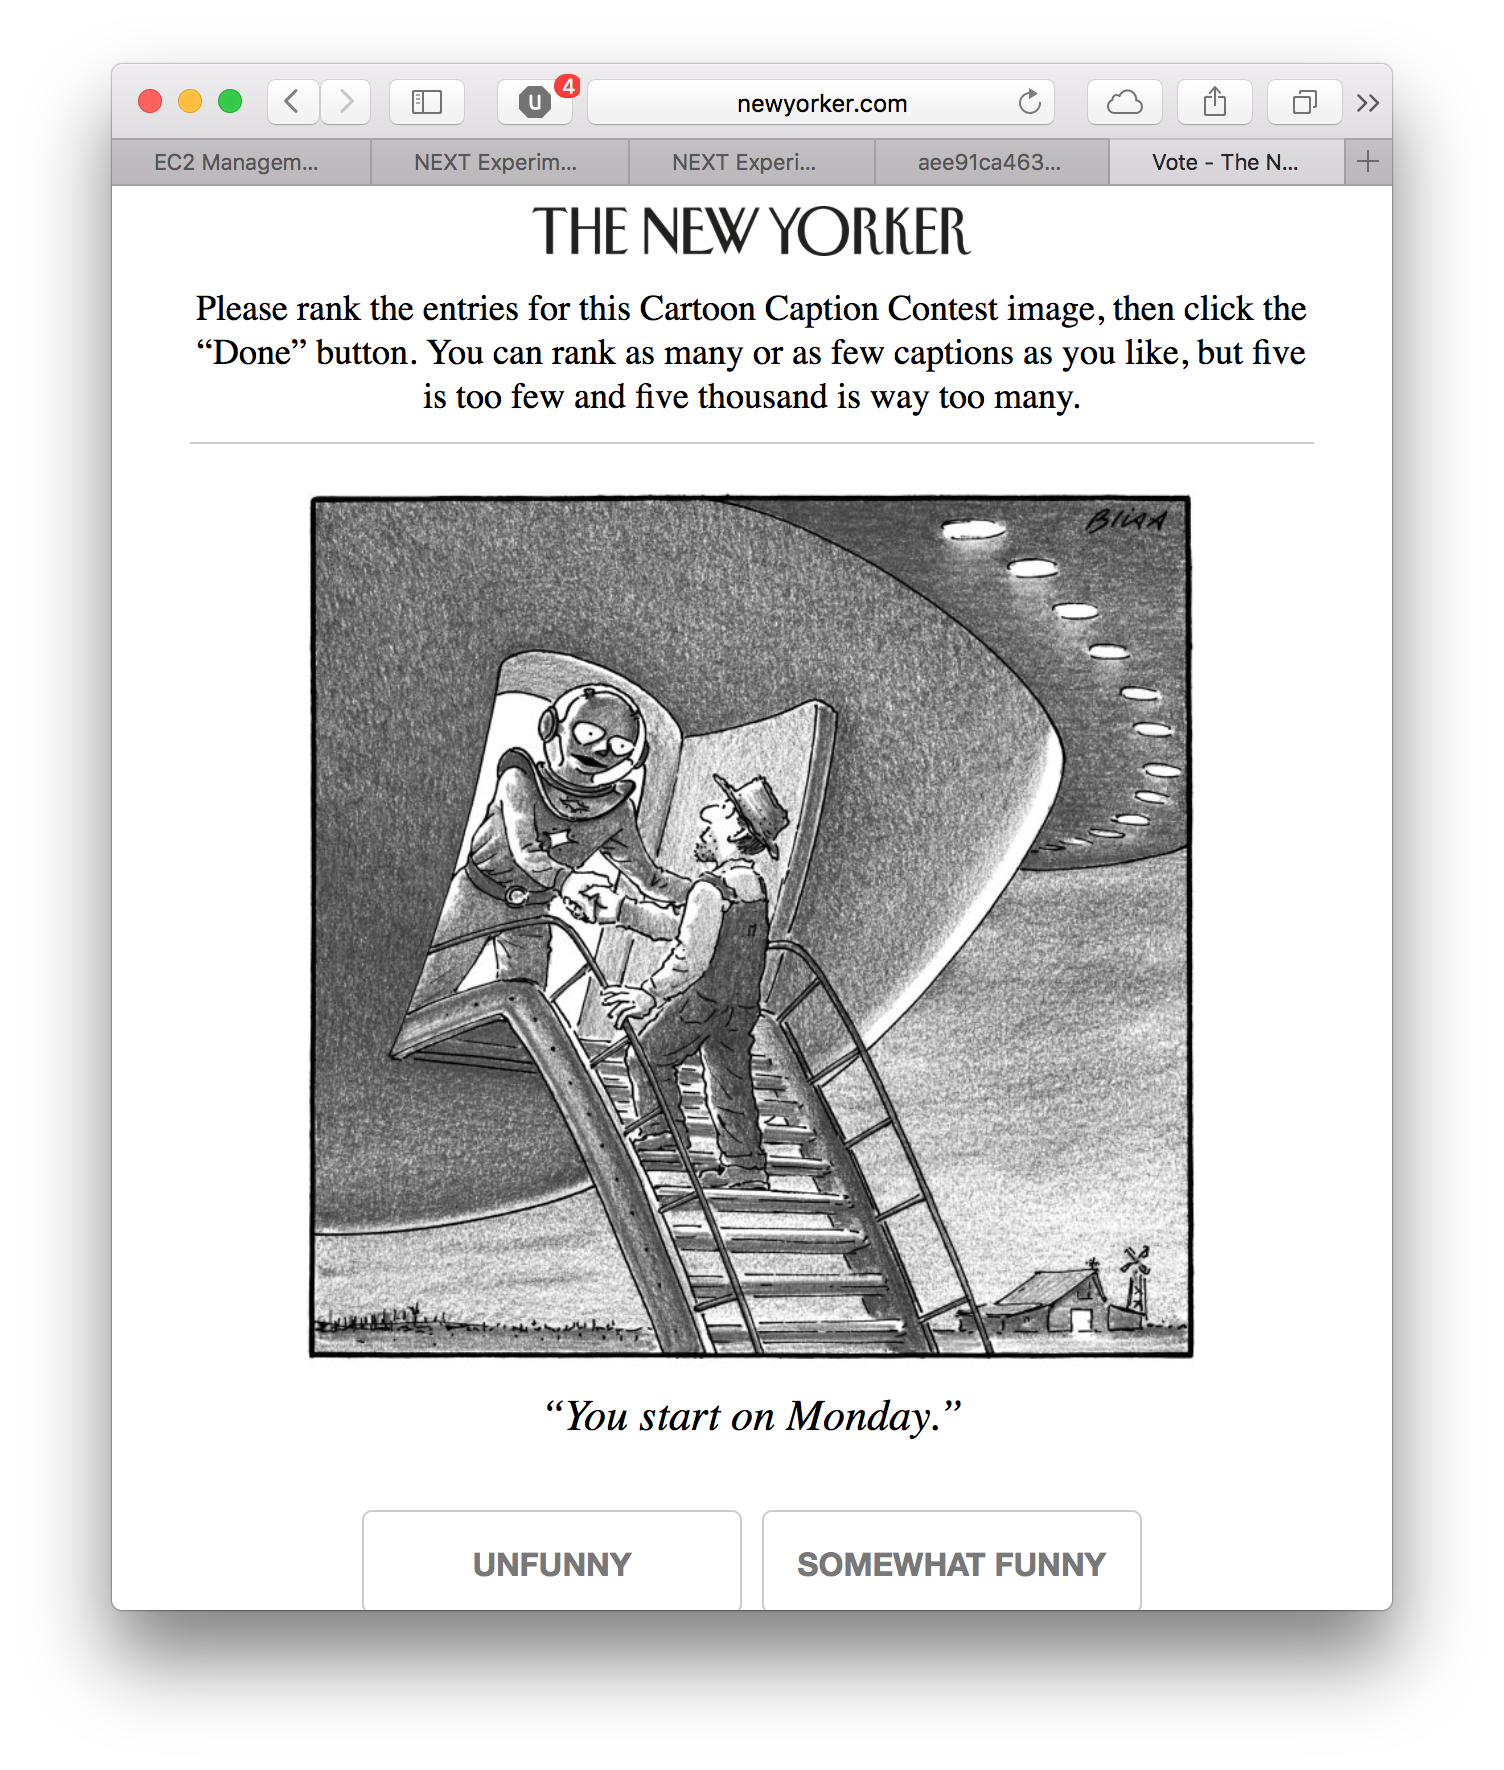 4
newyorker.com
EC2 Managem...
NEXT Experim...
NEXT Experi...
aee91ca463...
Vote - The N...
THE NEW YORKER
Please rank the entries for this Cartoon Caption Contest image, then click the
“Done” button. You can rank as many or as few captions as you like, but five
is too few and five thousand is way too many.
“You start on Monday.”
UNFUNNY
SOMEWHAT FUNNY